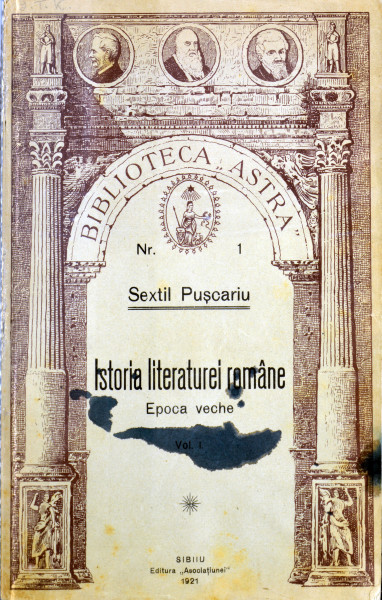 BIBLIOTECA „ASTRA"
Nr. 1
Sextil Pușcariu
Istoria literaturei române
Epoca veche
Vol. I.
SIBIIU
Editura „Asociațiunei"
1921